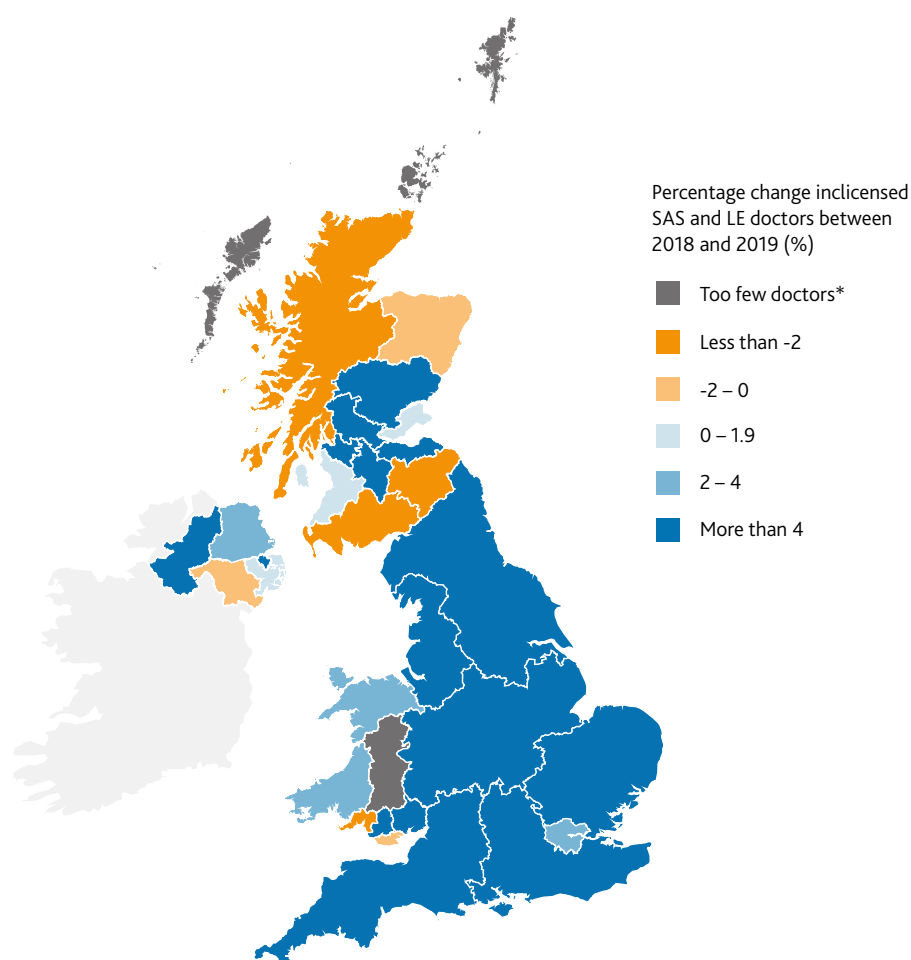 Percentage change inclicensed
SAS and LE doctors between
2018 and 2019 (%)
Too few doctors*
Less than -2
-2 – 0
0 – 1.9
2 – 4
More than 4